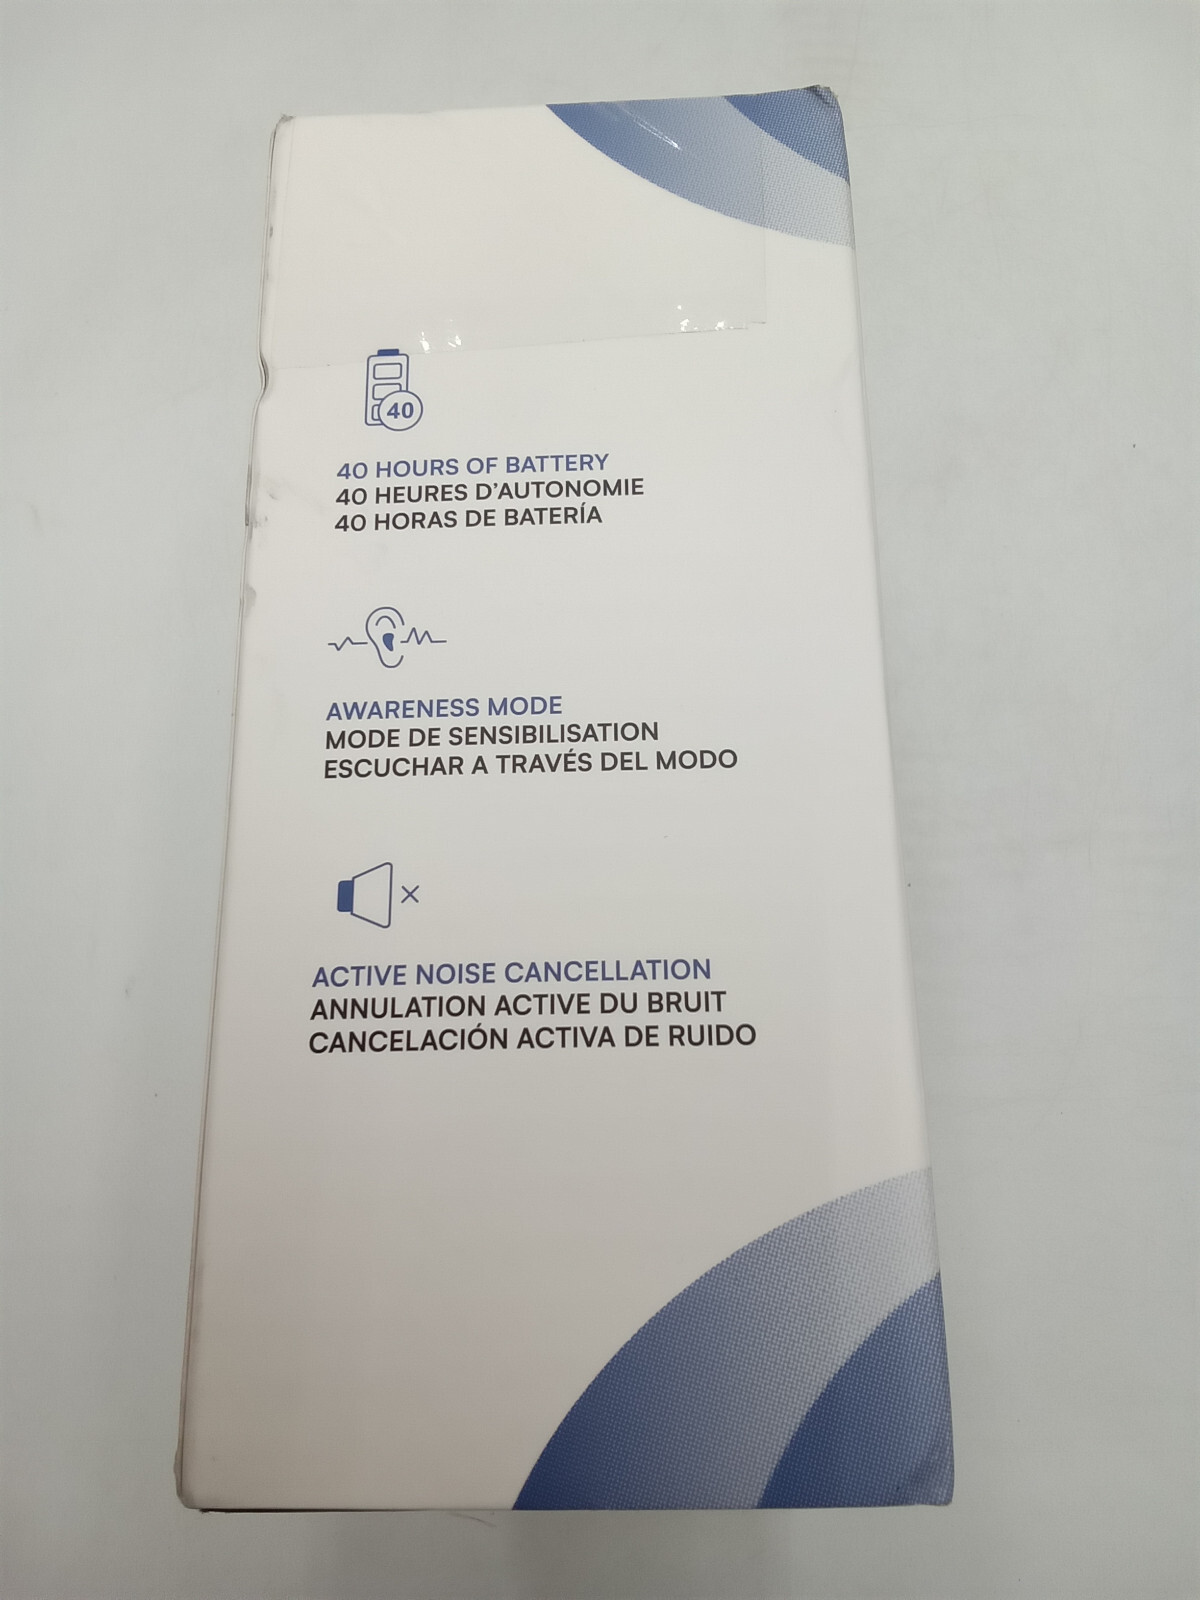 40
40 HOURS OF BATTERY
40 HEURES D'AUTONOMIE
40 HORAS DE BATERÍA
AWARENESS MODE
MODE DE SENSIBILISATION
ESCUCHAR A TRAVÉS DEL MODO
ACTIVE NOISE CANCELLATION
ANNULATION ACTIVE DU BRUIT
CANCELACIÓN ACTIVA DE RUIDO